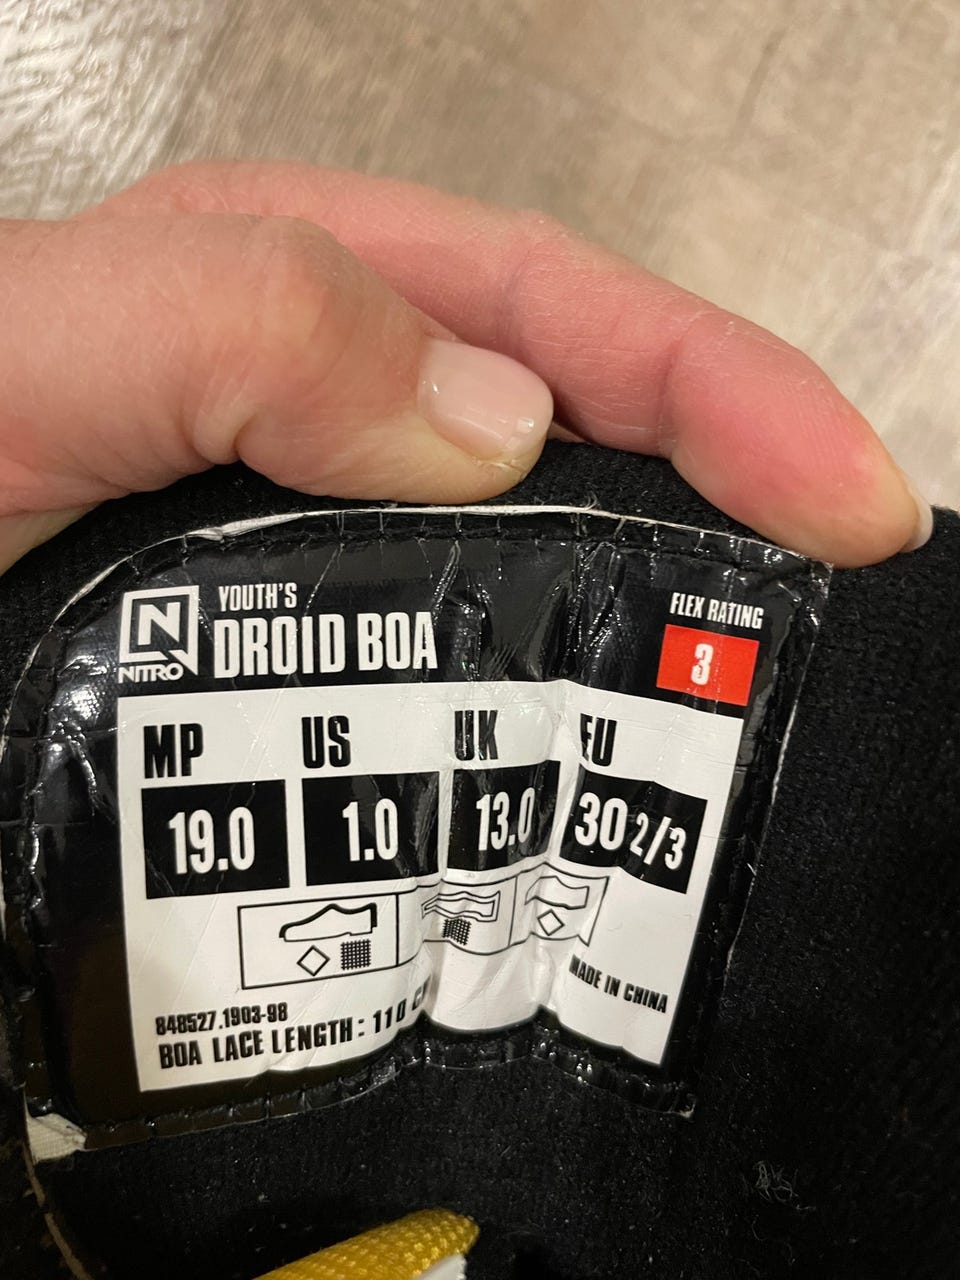 N
NITRO
YOUTH'S
DROID BOA
FLEX RATING
3
MP US UK EU
19.0 1.0 13.0 30 2/3
MADE IN CHINA
848527.1903-98
BOA LACE LENGTH: 110 CM